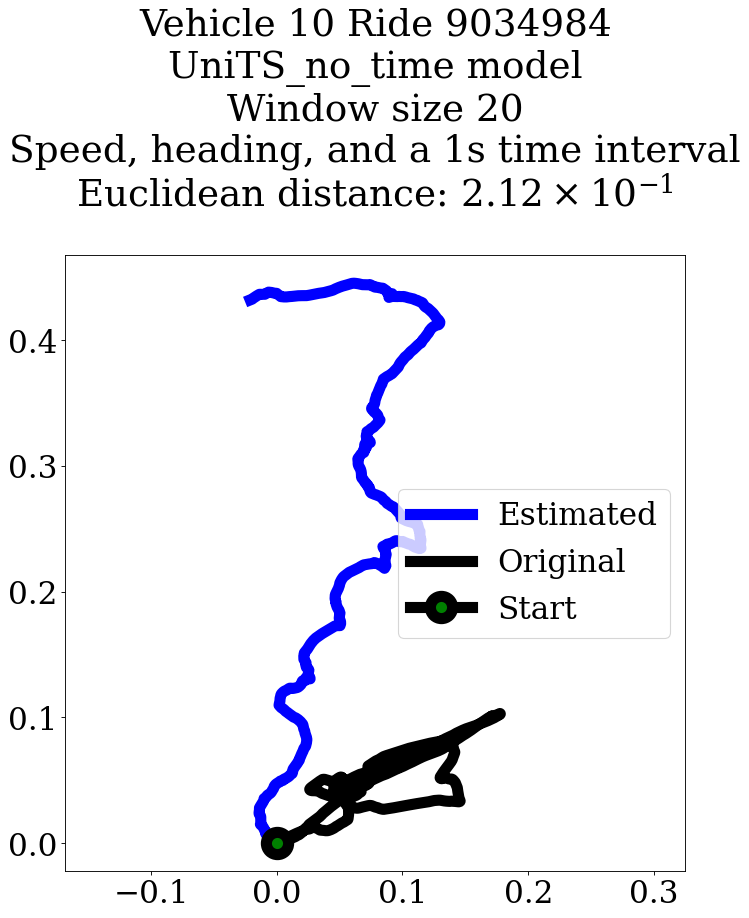 Vehicle 10 Ride 9034984
UniTS_no_time model
Window size 20
Speed, heading, and a 1s time interval
Euclidean distance: 2.12 × 10⁻¹
0.4
0.3
Estimated
Original
0.2
Start
0.1
0.0
−0.1 0.0 0.1 0.2 0.3